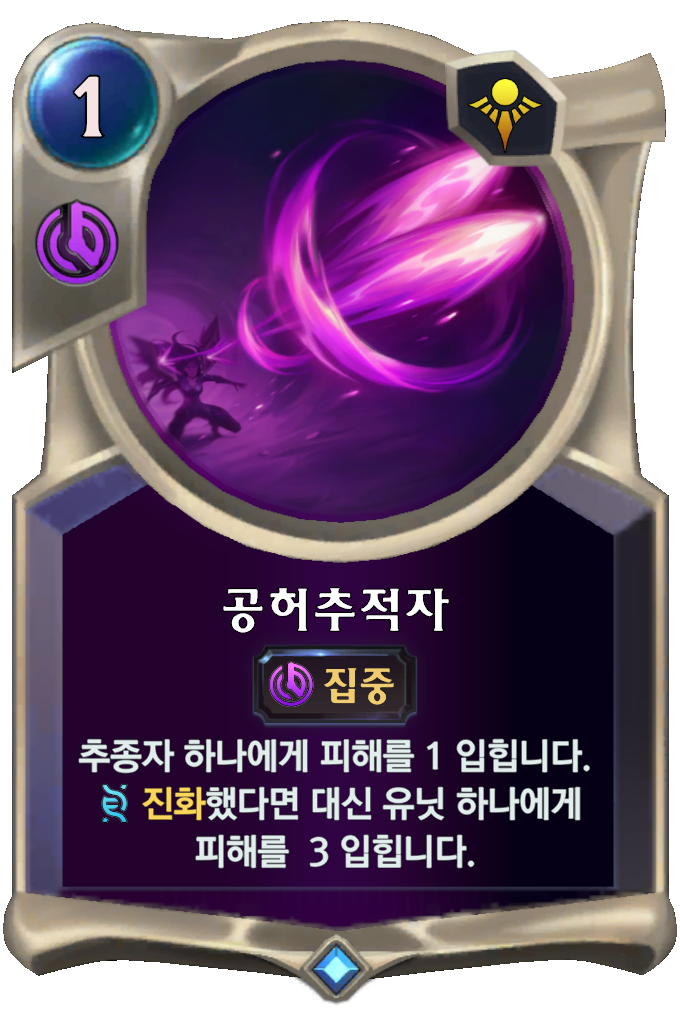 1
공허추적자
집중
추종자 하나에게 피해를 1 입힙니다.
진화했다면 대신 유닛 하나에게
피해를 3 입힙니다.